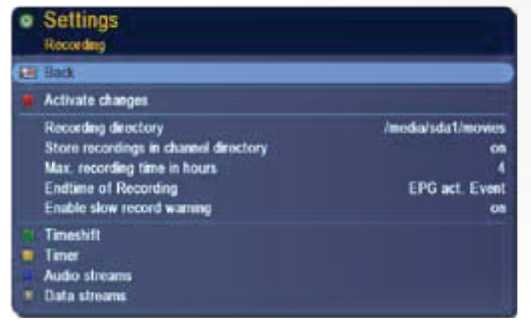 Settings
Recording
Back
Activate changes
Recording directory /media/sda1/movies
Store recordings in channel directory on
Max. recording time in hours 4
Endtime of Recording EPG act. Event
Enable slow record warning on
Timeshift
Timer
Audio streams
Data streams